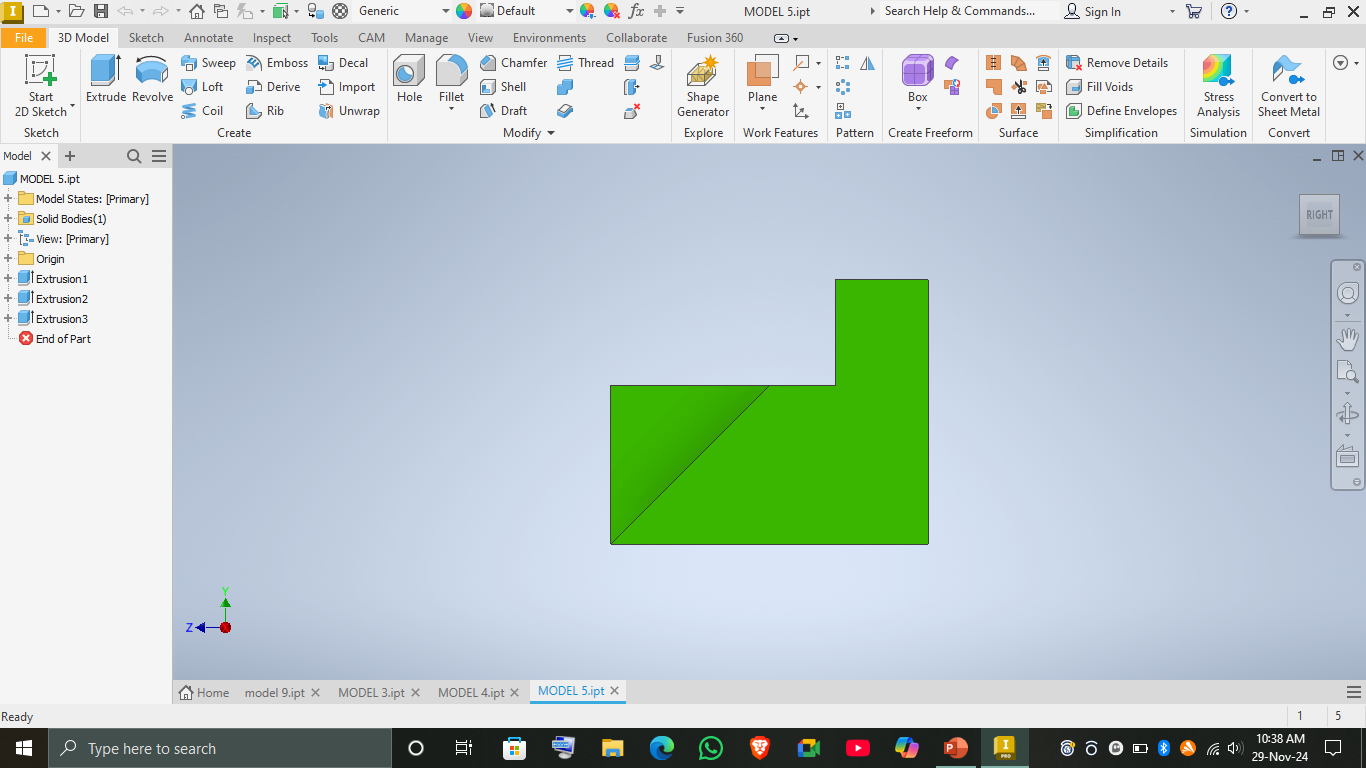 I Generic Default fx MODEL 5.ipt Search Help & Commands... Sign In ?
File 3D Model Sketch Annotate Inspect Tools CAM Manage View Environments Collaborate Fusion 360
Start 2D Sketch Extrude Revolve Sweep Emboss Decal Hole Fillet Chamfer Thread Shape Generator Plane Box Remove Details Stress Analysis Convert to Sheet Metal
Loft Derive Import Shell Fill Voids
Coil Rib Unwrap Draft Define Envelopes
Sketch Create Modify Explore Work Features Pattern Create Freeform Surface Simplification Simulation Convert
Model
MODEL 5.ipt
Model States: [Primary]
Solid Bodies(1)
View: [Primary]
Origin
Extrusion1
Extrusion2
Extrusion3
End of Part
RIGHT
Y
Z
Home model 9.ipt MODEL 3.ipt MODEL 4.ipt MODEL 5.ipt
Ready 1 5
Type here to search
10:38 AM
29-Nov-24